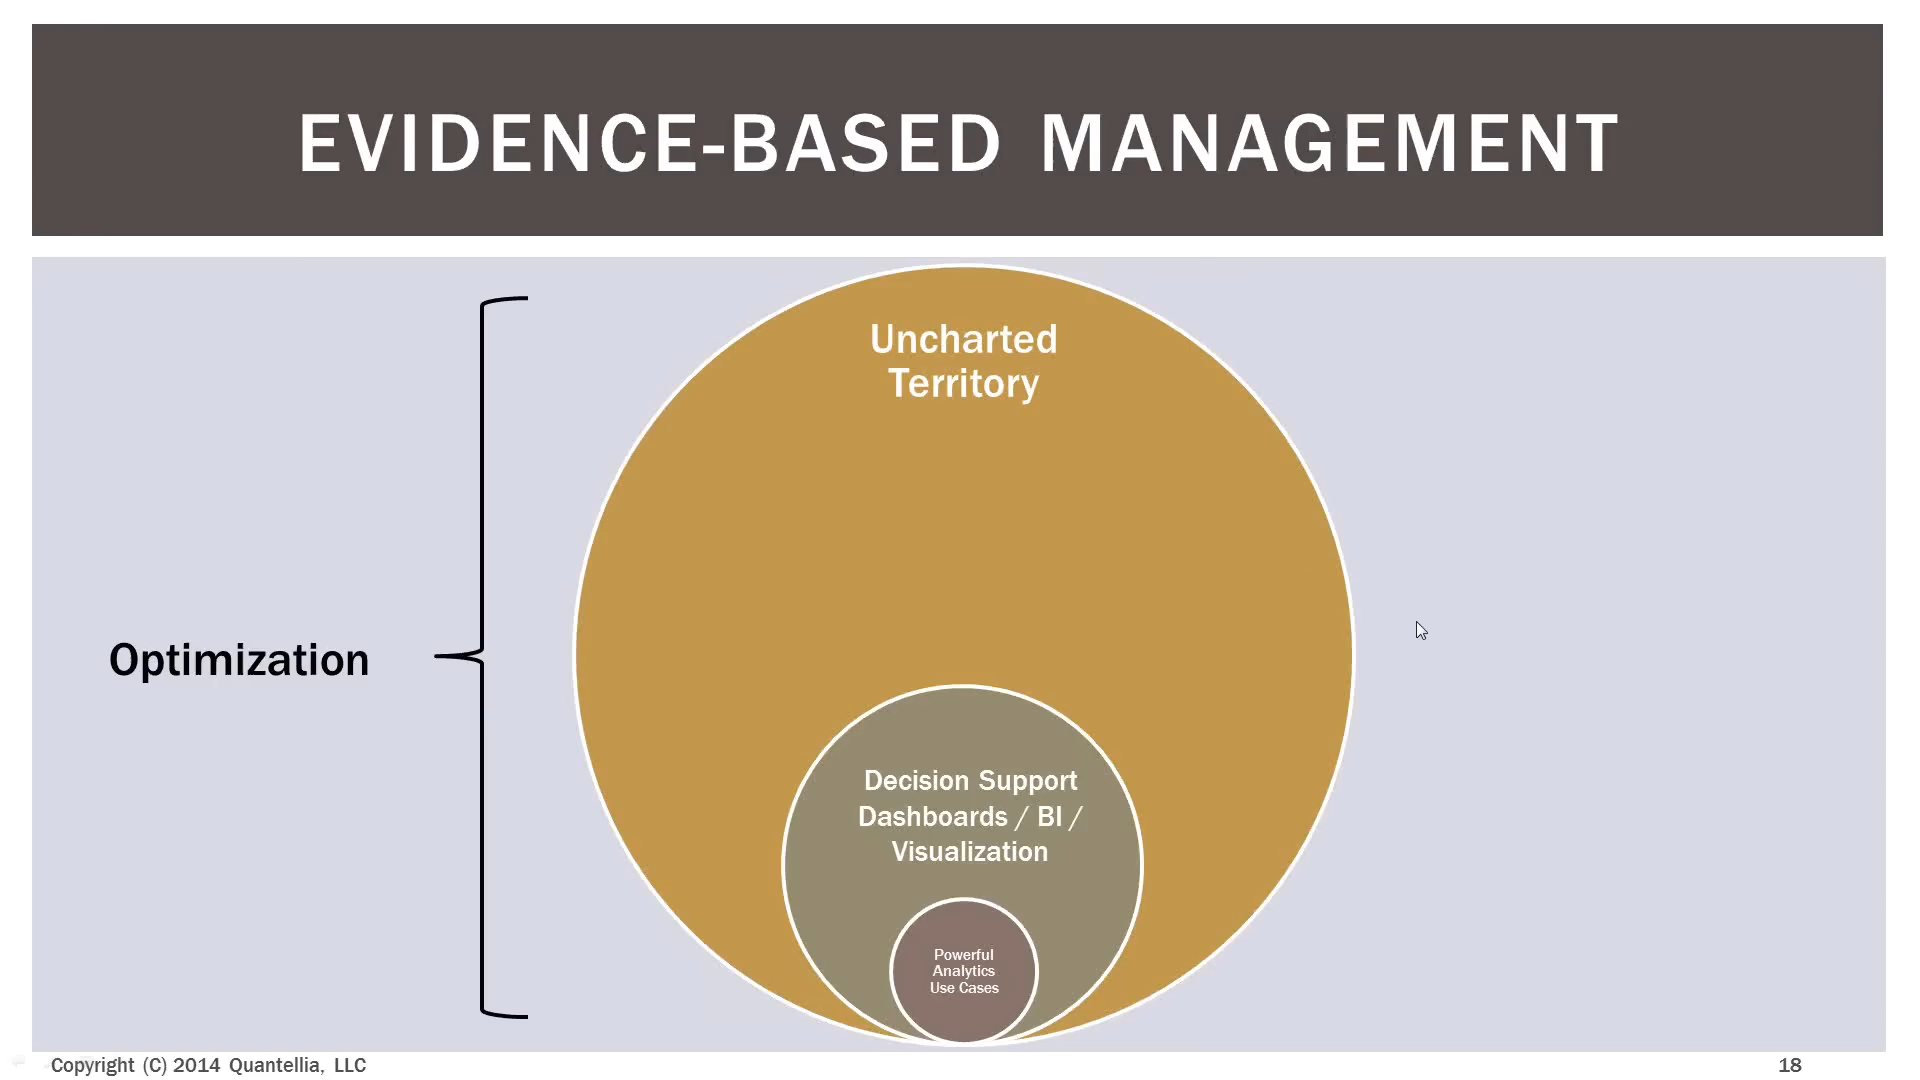 EVIDENCE-BASED MANAGEMENT
Uncharted
Territory
Optimization
Decision Support
Dashboards / BI /
Visualization
Powerful
Analytics
Use Cases
Copyright (C) 2014 Quantellia, LLC
18